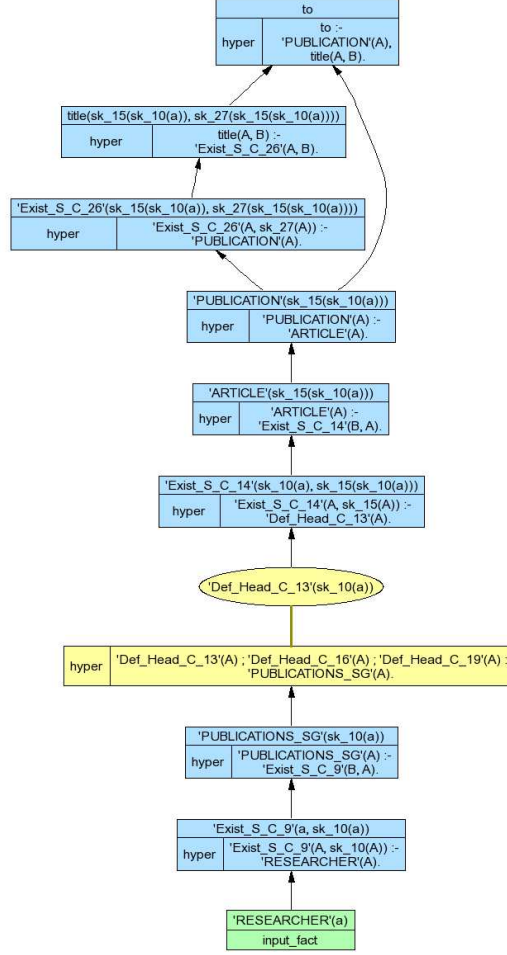 to
hyper
to :-
'PUBLICATION'(A),
title(A, B).
title(sk_15(sk_10(a)), sk_27(sk_15(sk_10(a))))
hyper
title(A, B) :-
'Exist_S_C_26'(A, B).
'Exist_S_C_26'(sk_15(sk_10(a)), sk_27(sk_15(sk_10(a))))
hyper
'Exist_S_C_26'(A, sk_27(A)) :-
'PUBLICATION'(A).
'PUBLICATION'(sk_15(sk_10(a)))
hyper
'PUBLICATION'(A) :-
'ARTICLE'(A).
'ARTICLE'(sk_15(sk_10(a)))
hyper
'ARTICLE'(A) :-
'Exist_S_C_14'(B, A).
'Exist_S_C_14'(sk_10(a), sk_15(sk_10(a)))
hyper
'Exist_S_C_14'(A, sk_15(A)) :-
'Def_Head_C_13'(A).
'Def_Head_C_13'(sk_10(a))
hyper
'Def_Head_C_13'(A) ; 'Def_Head_C_16'(A) ; 'Def_Head_C_19'(A) :
'PUBLICATIONS_SG'(A).
'PUBLICATIONS_SG'(sk_10(a))
hyper
'PUBLICATIONS_SG'(A) :-
'Exist_S_C_9'(B, A).
'Exist_S_C_9'(a, sk_10(a))
hyper
'Exist_S_C_9'(A, sk_10(A)) :-
'RESEARCHER'(A).
'RESEARCHER'(a)
input_fact